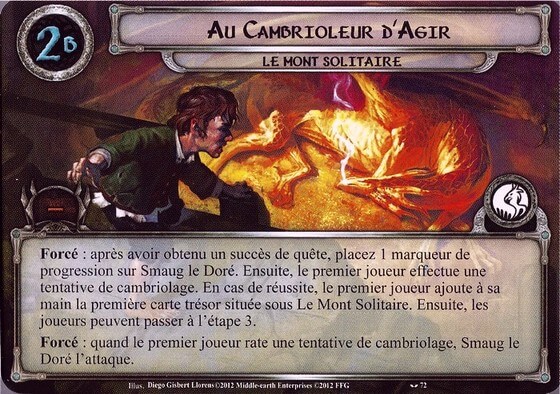 2B
AU CAMBRIOLEUR D'AGIR
LE MONT SOLITAIRE
–
Forcé : après avoir obtenu un succès de quête, placez 1 marqueur de
progression sur Smaug le Doré. Ensuite, le premier joueur effectue une
tentative de cambriolage. En cas de réussite, le premier joueur ajoute à sa
main la première carte trésor située sous Le Mont Solitaire. Ensuite, les
joueurs peuvent passer à l'étape 3.
Forcé : quand le premier joueur rate une tentative de cambriolage, Smaug le
Doré l'attaque.
Illus. Diego Gisbert Llorens©2012 Middle-earth Enterprises ©2012 FFG 72